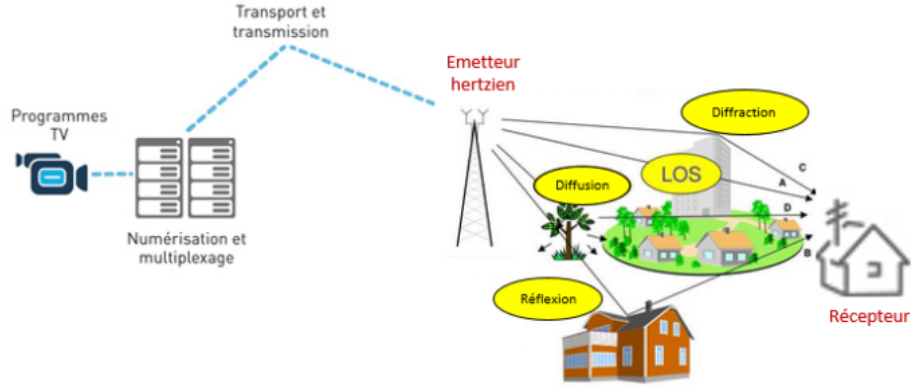 Transport et
transmission
Emetteur
hertzien
Programmes
TV
Diffraction
LOS
C
A
Diffusion
D
Numérisation et
multiplexage
B
Réflexion
Récepteur